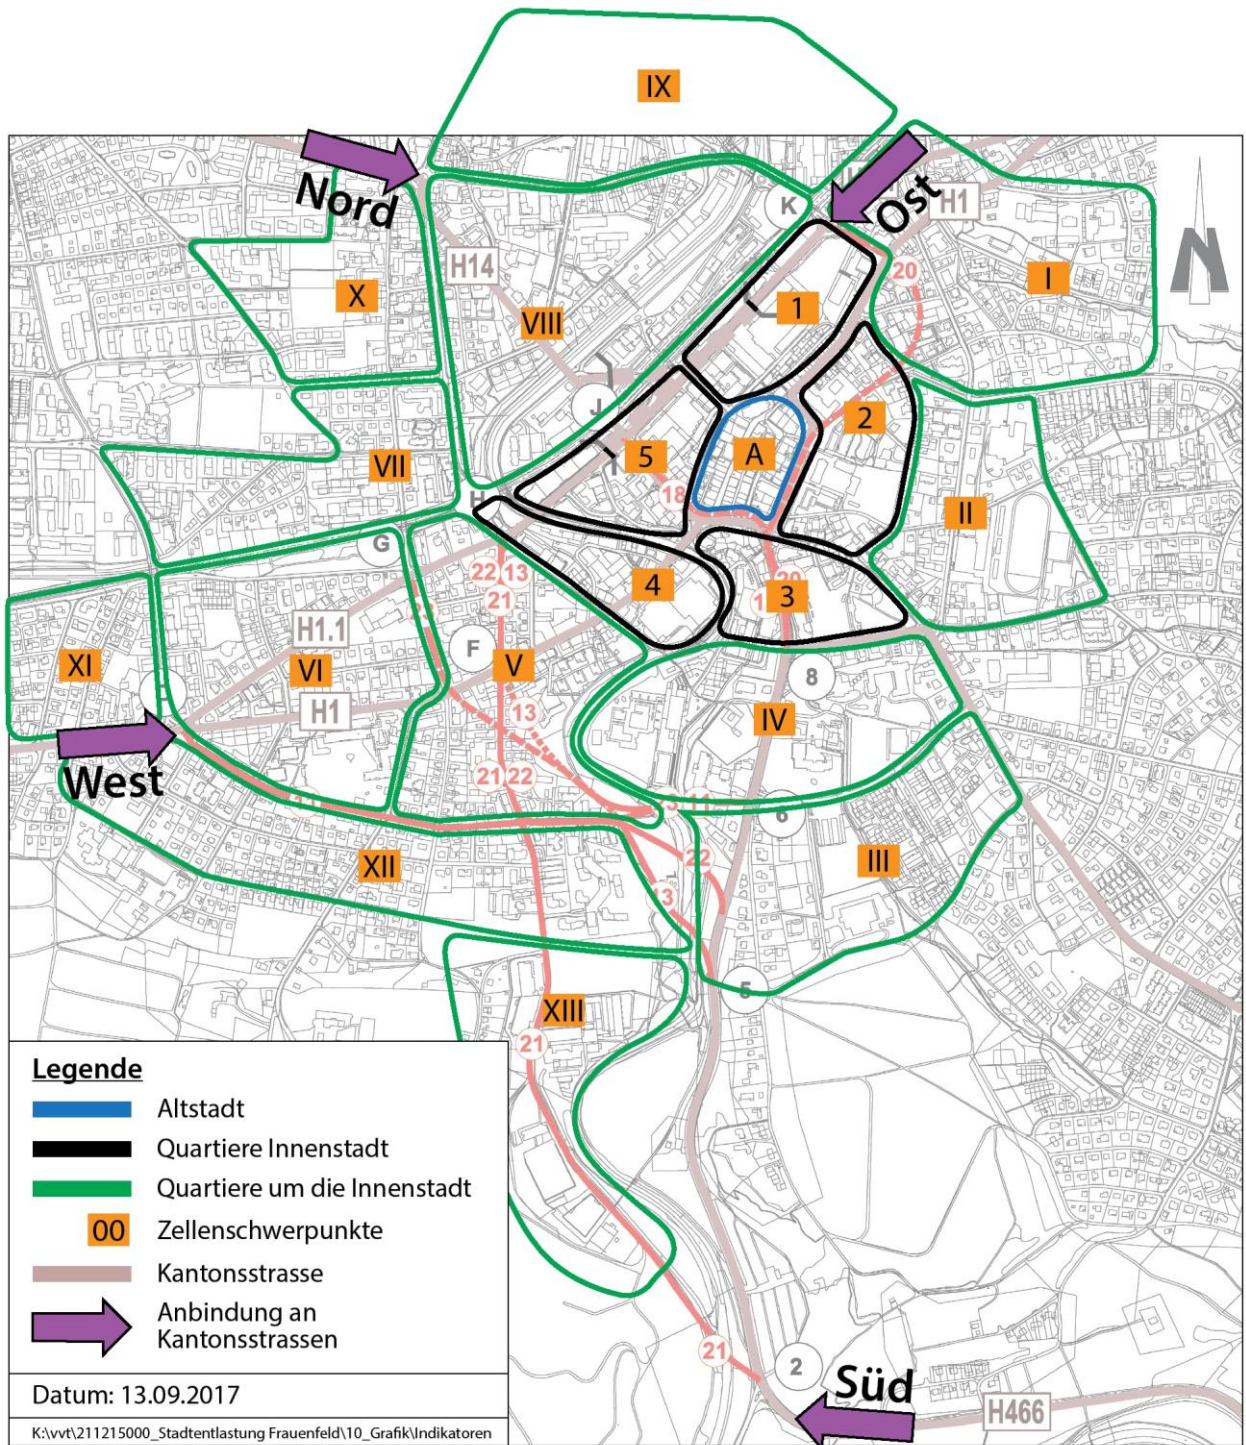 IX
Nord
Ost
K
H1
N
H14
X
20
I
1
VIII
J
2
A
5
VII
18
II
H
G
22 13
4
20
3
21
H1.1
F
XI
VI
V
8
H1
13
IV
West
21 22
11
6
XII
22
III
13
5
XIII
21
Legende
Altstadt
Quartiere Innenstadt
Quartiere um die Innenstadt
00 Zellenschwerpunkte
Kantonsstrasse
Anbindung an
Kantonsstrassen
21
2
Süd
H466
Datum: 13.09.2017
K:\vvt\211215000_Stadtentlastung Frauenfeld\10_Grafik\Indikatoren